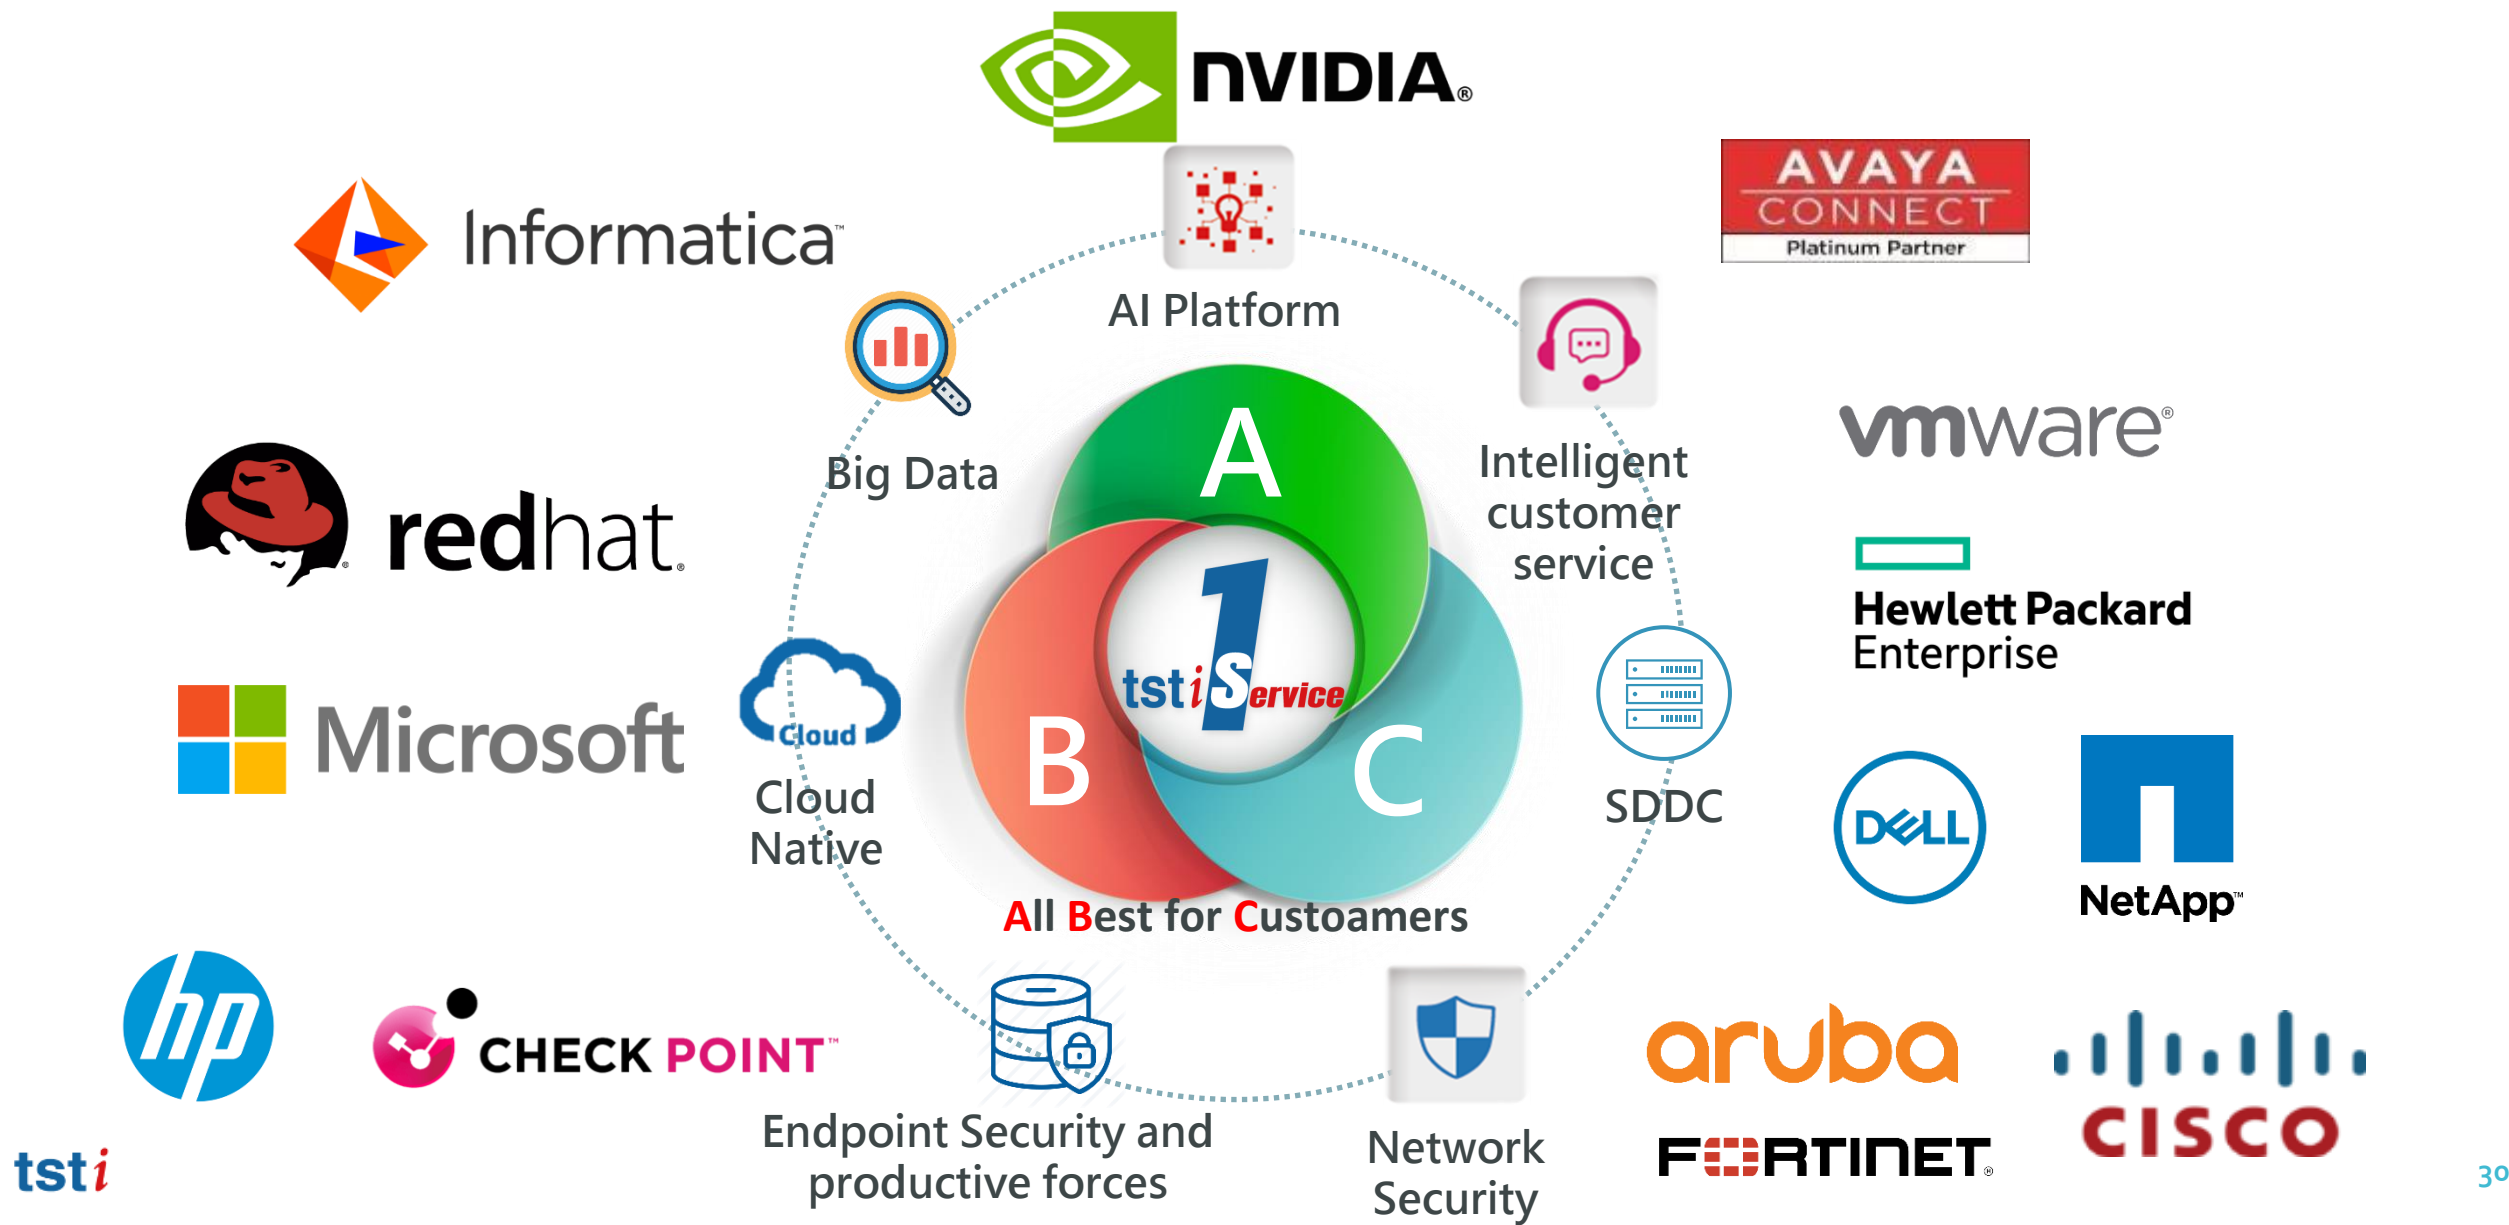 nVIDIA®
AVAYA
CONNECT
Platinum Partner
Informatica™
AI Platform
vmware®
Big Data
A
Intelligent
customer
service
redhat®
Hewlett Packard
Enterprise
1
tsti Service
Microsoft
Cloud
Cloud
Native
B
C
SDDC
DELL
NetApp™
All Best for Custoamers
hp
CHECK POINT™
aruba
CISCO
Endpoint Security and
productive forces
Network
Security
FORTINET®
tsti
30